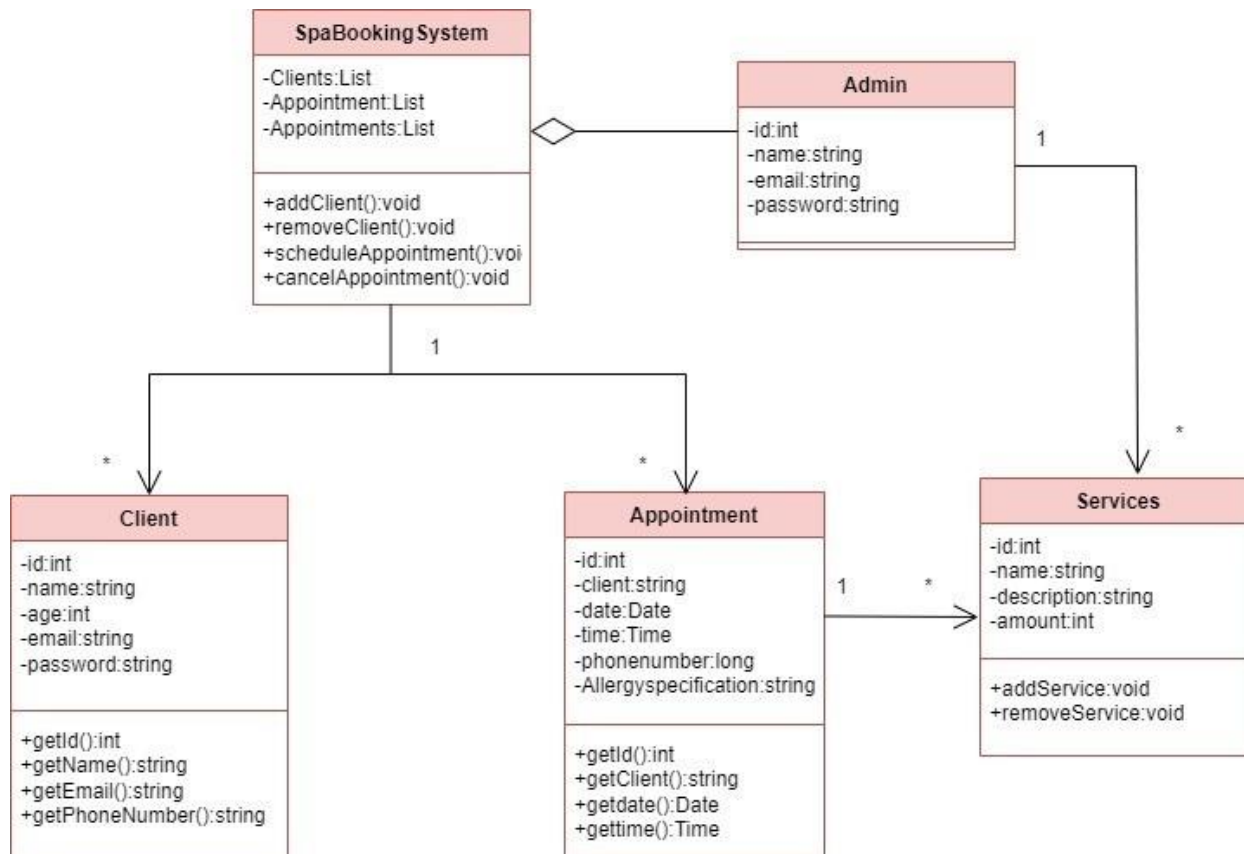 SpaBookingSystem
-Clients:List
-Appointment:List
-Appointments:List
+addClient():void
+removeClient():void
+scheduleAppointment():voi
+cancelAppointment():void
Admin
-id:int
-name:string
-email:string
-password:string
1
1
*
*
*
Client
-id:int
-name:string
-age:int
-email:string
-password:string
+getId():int
+getName():string
+getEmail():string
+getPhoneNumber():string
Appointment
-id:int
-client:string
-date:Date
-time:Time
-phonenumber:long
-Allergyspecification:string
+getId():int
+getClient():string
+getdate():Date
+gettime():Time
1
*
Services
-id:int
-name:string
-description:string
-amount:int
+addService:void
+removeService:void